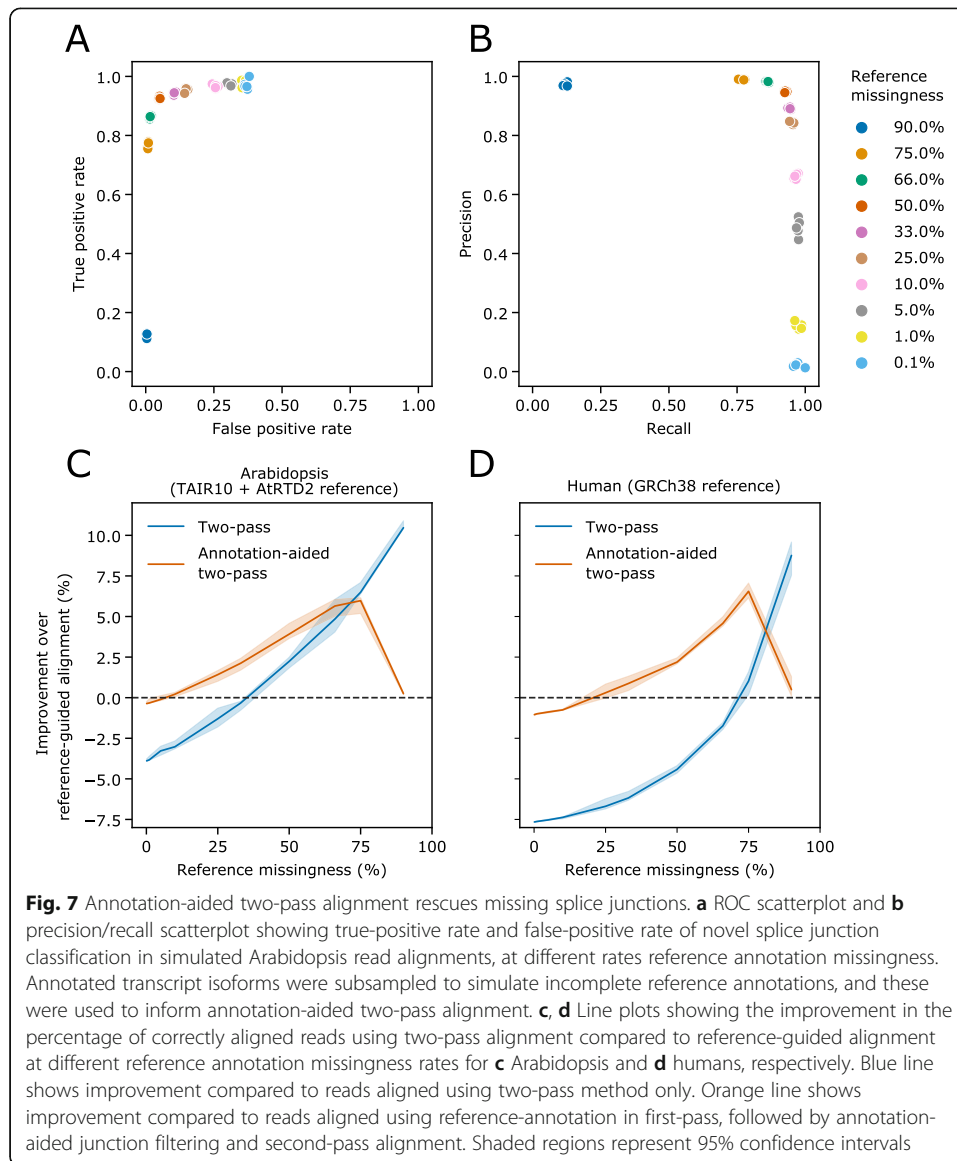 A
True positive rate
1.0
0.8
0.6
0.4
0.2
0.0
0.00 0.25 0.50 0.75 1.00
False positive rate
B
Precision
1.0
0.8
0.6
0.4
0.2
0.0
0.00 0.25 0.50 0.75 1.00
Recall
Reference
missingness
90.0%
75.0%
66.0%
50.0%
33.0%
25.0%
10.0%
5.0%
1.0%
0.1%
C
Arabidopsis
(TAIR10 + AtRTD2 reference)
Two-pass
Annotation-aided
two-pass
Improvement over
reference-guided alignment (%)
10.0
7.5
5.0
2.5
0.0
−2.5
−5.0
−7.5
0 25 50 75 100
Reference missingness (%)
D
Human (GRCh38 reference)
Two-pass
Annotation-aided
two-pass
0 25 50 75 100
Reference missingness (%)
Fig. 7 Annotation-aided two-pass alignment rescues missing splice junctions. a ROC scatterplot and b
precision/recall scatterplot showing true-positive rate and false-positive rate of novel splice junction
classification in simulated Arabidopsis read alignments, at different rates reference annotation missingness.
Annotated transcript isoforms were subsampled to simulate incomplete reference annotations, and these
were used to inform annotation-aided two-pass alignment. c, d Line plots showing the improvement in the
percentage of correctly aligned reads using two-pass alignment compared to reference-guided alignment
at different reference annotation missingness rates for c Arabidopsis and d humans, respectively. Blue line
shows improvement compared to reads aligned using two-pass method only. Orange line shows
improvement compared to reads aligned using reference-annotation in first-pass, followed by annotation-
aided junction filtering and second-pass alignment. Shaded regions represent 95% confidence intervals